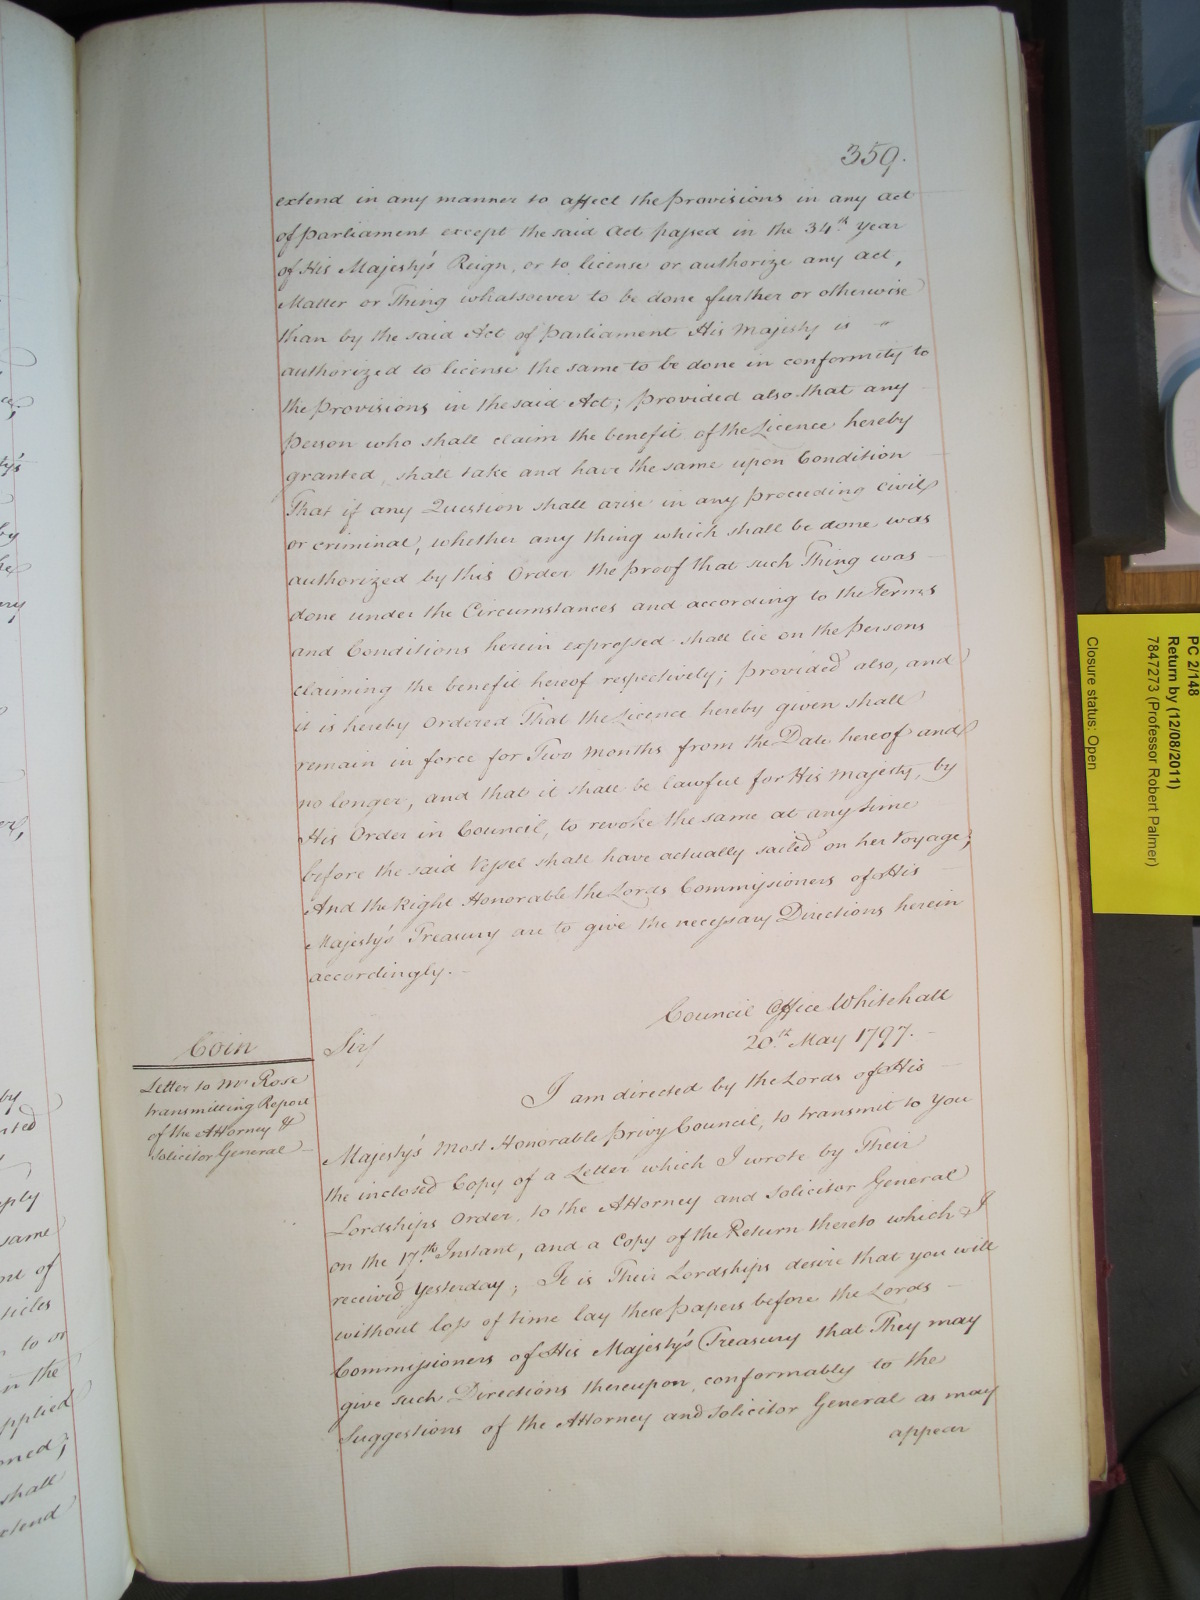 359.
extend in any manner to affect the provisions in any act
of Parliament except the said Act passed in the 34th Year
of His Majesty's Reign, or to license or authorize any act,
Matter or Thing whatsoever to be done further or otherwise
than by the said Act of Parliament His Majesty is "
authorized to license the same to be done in conformity to
the provisions in the said Act; provided also that any
person who shall claim the benefit of the Licence hereby
granted, shall take and have the same upon Condition
That if any Question shall arise in any proceeding civil
or criminal, whether any thing which shall be done was
authorized by this Order the proof that such Thing was
done under the Circumstances and according to the Terms
and Conditions herein expressed shall lie on the Persons
claiming the benefit hereof respectively; provided also, and
it is hereby Ordered That the Licence hereby given shall
remain in force for Two Months from the Date hereof and
no longer, and that it shall be lawful for His Majesty, by
His Order in Council, to revoke the same at any time
before the said Vessel shall have actually sailed on her Voyage;
And the Right Honorable the Lords Commissioners of His
Majesty's Treasury are to give the necessary Directions herein
accordingly. —
Council Office Whitehall
20th May 1797. —
Coin
Letter to Mr Rose
transmitting Report
of the Attorney &
Solicitor General
Sir/
I am directed by the Lords of His —
Majesty's Most Honorable Privy Council, to transmit to You
the inclosed Copy of a Letter which I wrote by Their
Lordships Order, to the Attorney and Solicitor General
on the 17th Instant, and a Copy of the Return thereto which I
received Yesterday; It is Their Lordships desire that you will
without loss of time lay these Papers before the Lords —
Commissioners of His Majesty's Treasury that They may
give such Directions thereupon, conformably to the
Suggestions of the Attorney and Solicitor General as may
appear
PC 2/148
Return by (12/08/2011)
7847273 (Professor Robert Palmer)
Closure status: Open